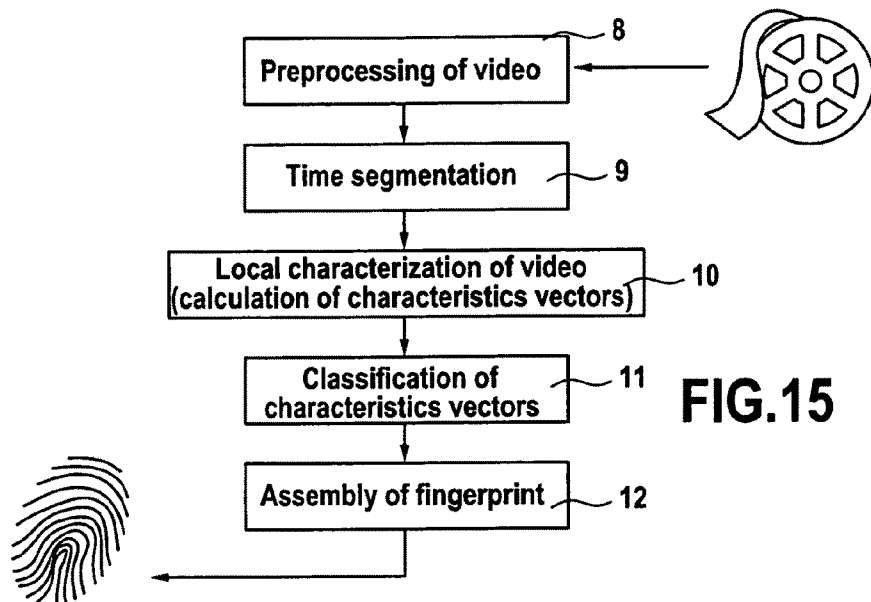 8
Preprocessing of video
Time segmentation
9
Local characterization of video
(calculation of characteristics vectors)
10
Classification of
characteristics vectors
11
FIG.15
Assembly of fingerprint
12